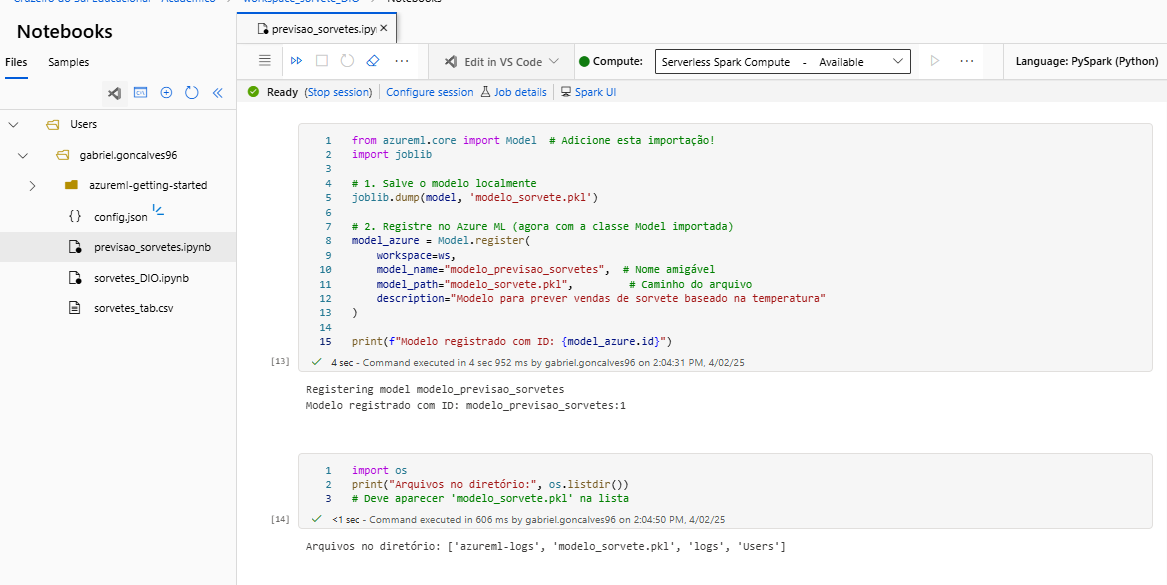 Cruzeiro do Sul Educacional - Acadêmico > workspace_sorvete_DIO > Notebooks
Notebooks
Files
Samples
Users
gabriel.goncalves96
azureml-getting-started
{} config.json
previsao_sorvetes.ipynb
sorvetes_DIO.ipynb
sorvetes_tab.csv
previsao_sorvetes.ipy
Edit in VS Code
Compute:
Serverless Spark Compute - Available
Language: PySpark (Python)
Ready (Stop session)
Configure session
Job details
Spark UI
1 from azureml.core import Model # Adicione esta importação!
2 import joblib
3
4 # 1. Salve o modelo localmente
5 joblib.dump(model, 'modelo_sorvete.pkl')
6
7 # 2. Registre no Azure ML (agora com a classe Model importada)
8 model_azure = Model.register(
9 workspace=ws,
10 model_name="modelo_previsao_sorvetes", # Nome amigável
11 model_path="modelo_sorvete.pkl", # Caminho do arquivo
12 description="Modelo para prever vendas de sorvete baseado na temperatura"
13 )
14
15 print(f"Modelo registrado com ID: {model_azure.id}")
[13] 4 sec - Command executed in 4 sec 952 ms by gabriel.goncalves96 on 2:04:31 PM, 4/02/25
Registering model modelo_previsao_sorvetes
Modelo registrado com ID: modelo_previsao_sorvetes:1
1 import os
2 print("Arquivos no diretório:", os.listdir())
3 # Deve aparecer 'modelo_sorvete.pkl' na lista
[14] <1 sec - Command executed in 606 ms by gabriel.goncalves96 on 2:04:50 PM, 4/02/25
Arquivos no diretório: ['azureml-logs', 'modelo_sorvete.pkl', 'logs', 'Users']